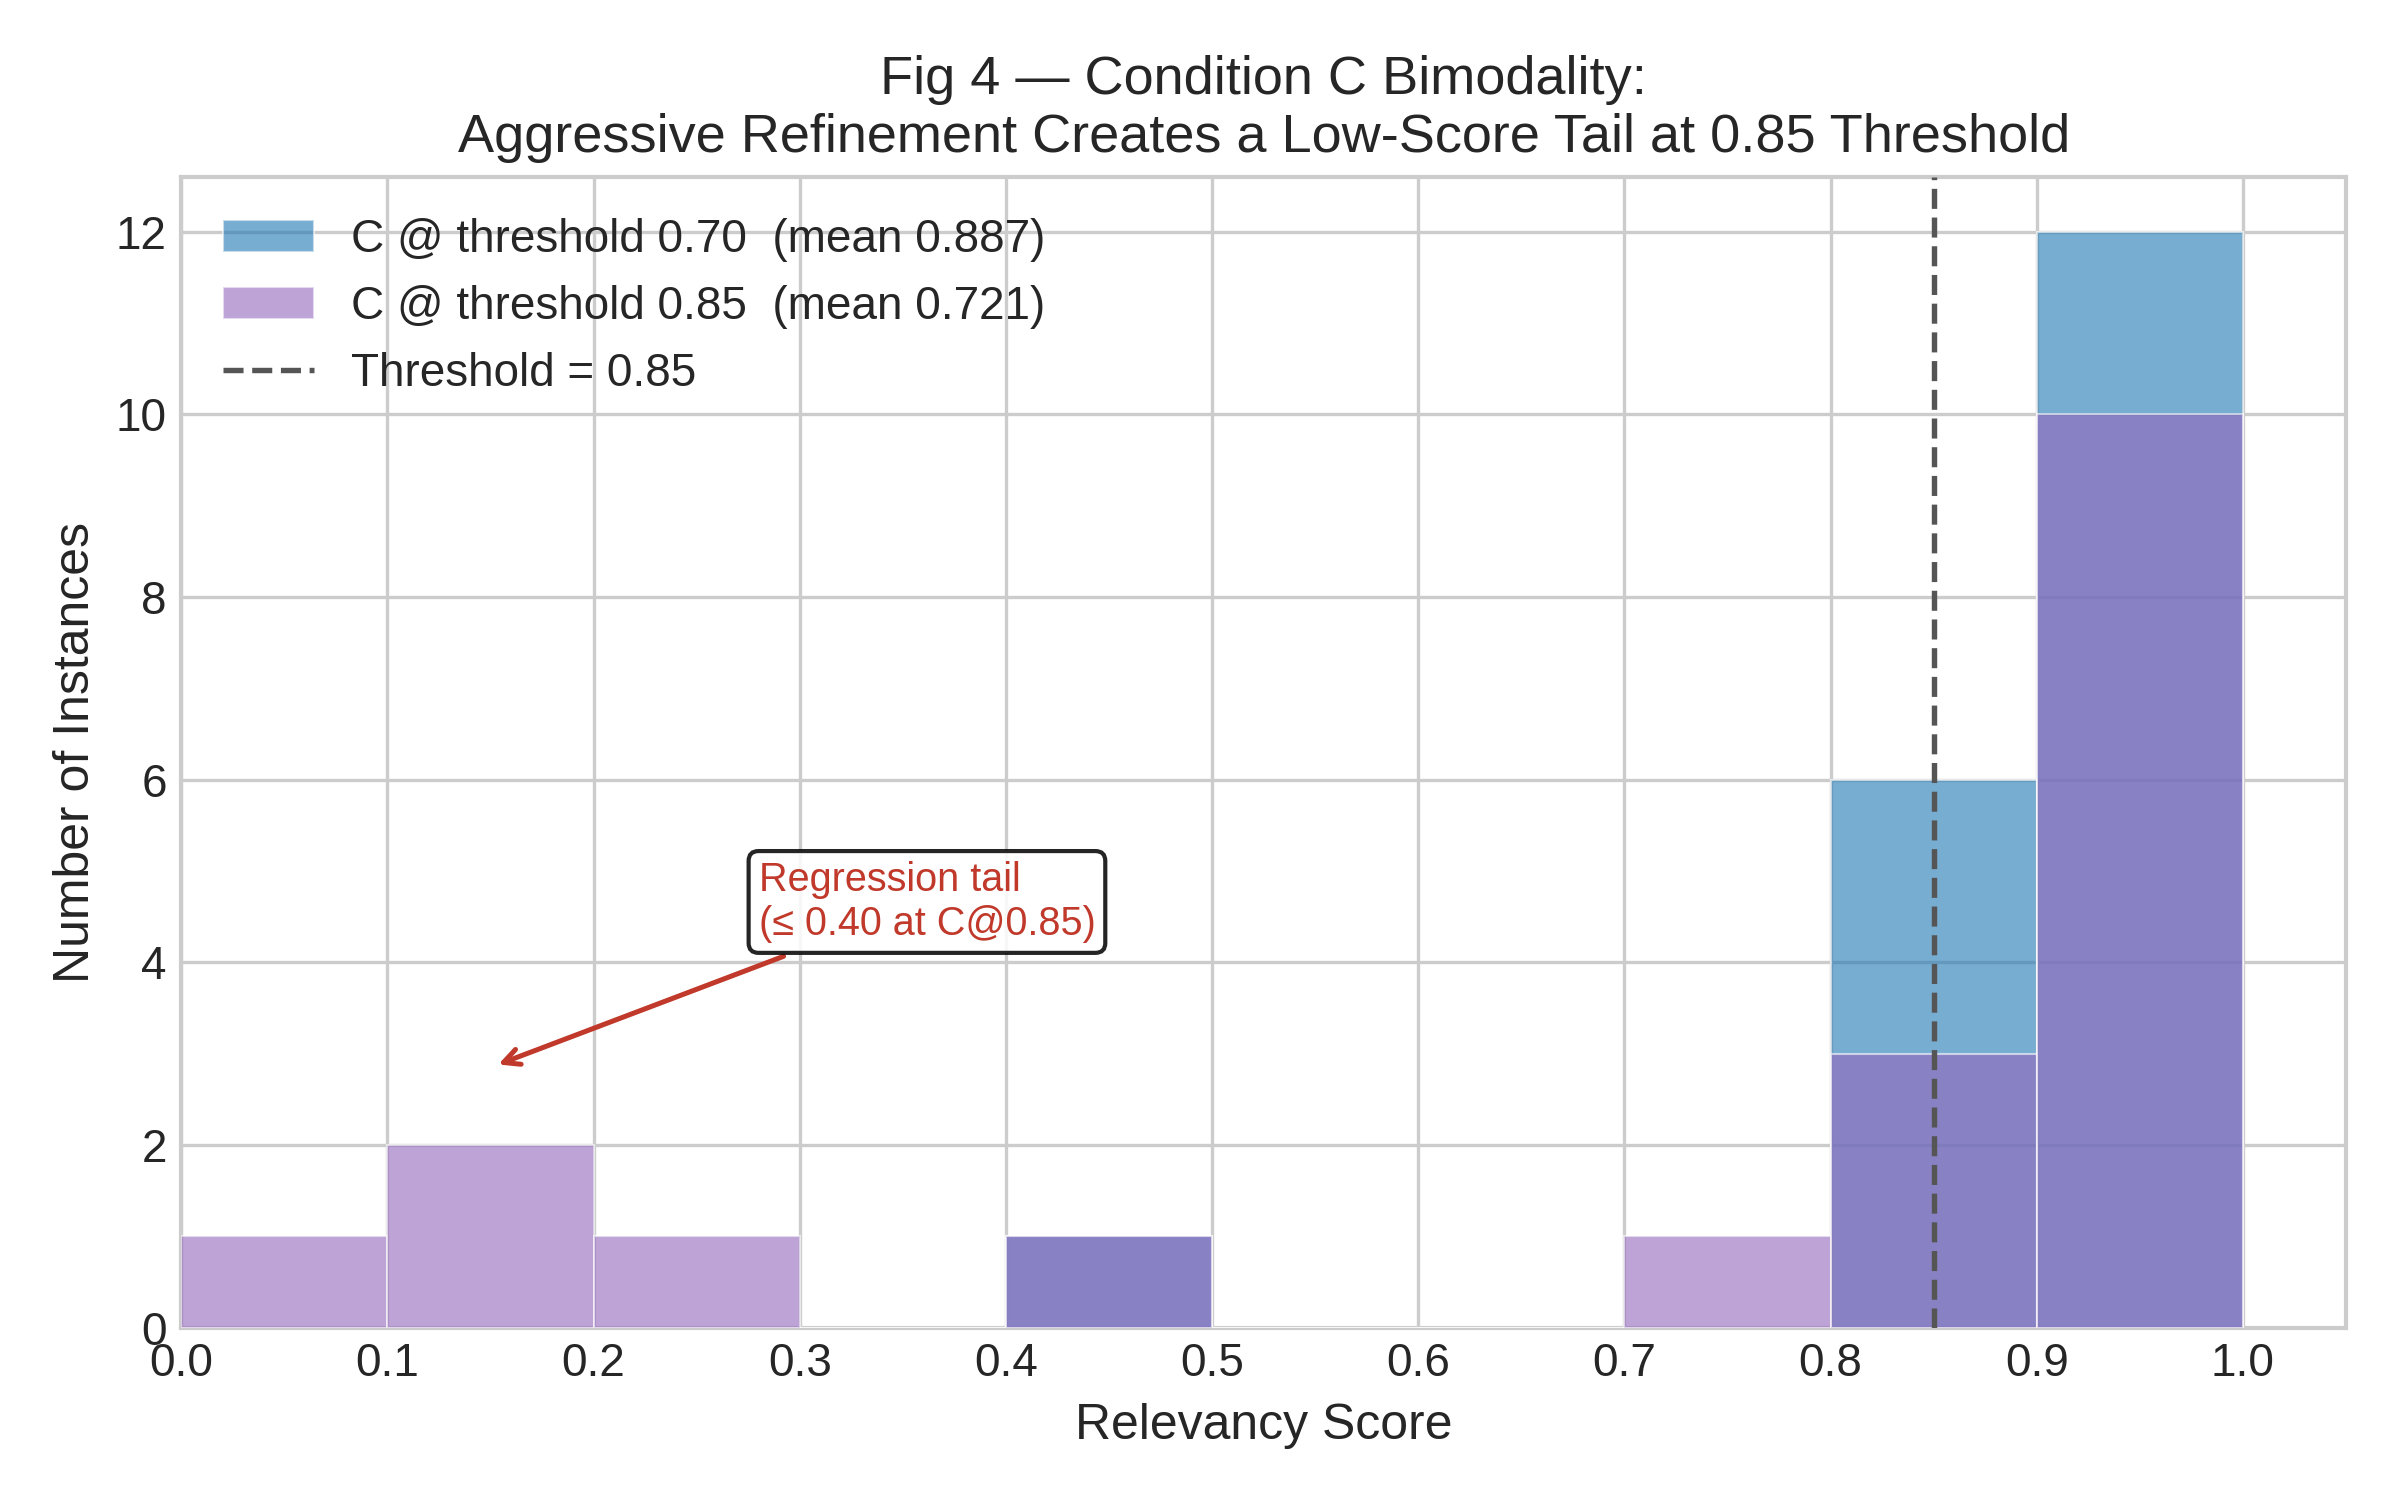 Fig 4 — Condition C Bimodality:
Aggressive Refinement Creates a Low-Score Tail at 0.85 Threshold
C @ threshold 0.70  (mean 0.887)
C @ threshold 0.85  (mean 0.721)
Threshold = 0.85
12
10
8
6
4
2
0
Number of Instances
Regression tail
(≤ 0.40 at C@0.85)
0.0 0.1 0.2 0.3 0.4 0.5 0.6 0.7 0.8 0.9 1.0
Relevancy Score